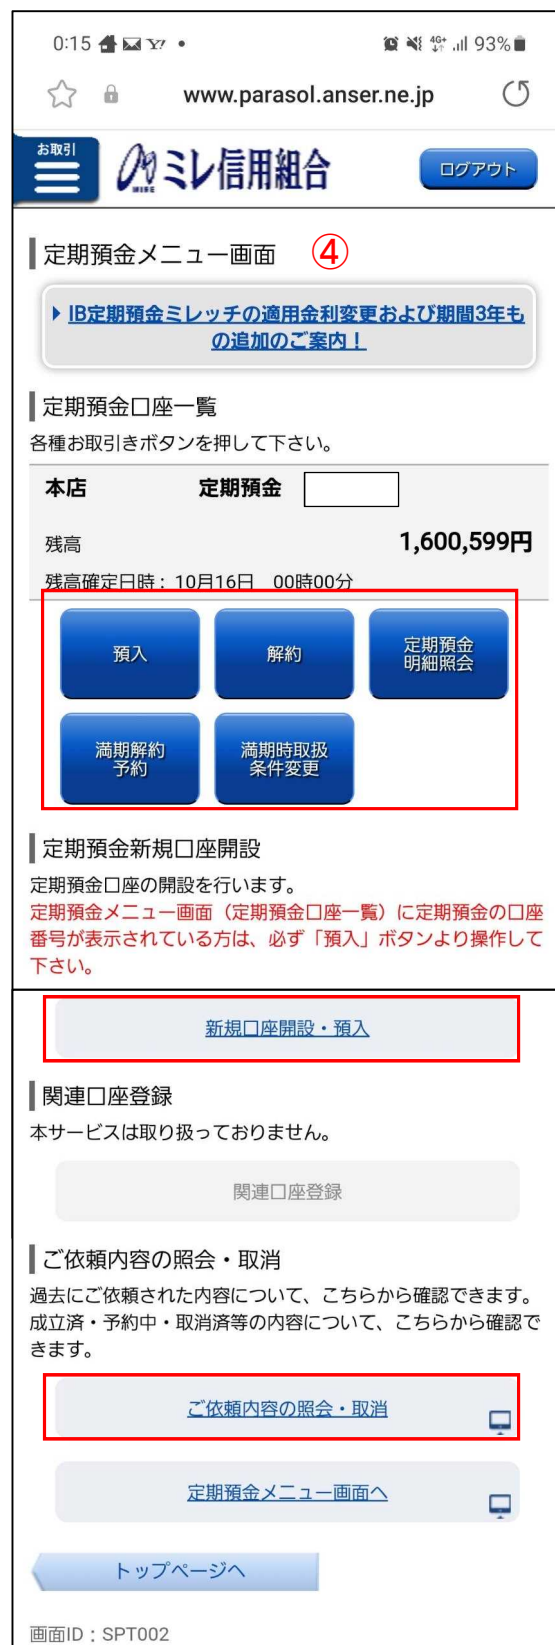 0:15 Y! • 4G+ 93%
www.parasol.anser.ne.jp
お取引
MIRE ミレ信用組合
ログアウト
定期預金メニュー画面 ④
IB定期預金ミレッチの適用金利変更および期間3年も
の追加のご案内！
定期預金口座一覧
各種お取引きボタンを押して下さい。
本店 定期預金
残高 1,600,599円
残高確定日時： 10月16日 00時00分
預入 解約 定期預金
明細照会
満期解約
予約
満期時取扱
条件変更
定期預金新規口座開設
定期預金口座の開設を行います。
定期預金メニュー画面（定期預金口座一覧）に定期預金の口座
番号が表示されている方は、必ず「預入」ボタンより操作して
下さい。
新規口座開設・預入
関連口座登録
本サービスは取り扱っておりません。
関連口座登録
ご依頼内容の照会・取消
過去にご依頼された内容について、こちらから確認できます。
成立済・予約中・取消済等の内容について、こちらから確認で
きます。
ご依頼内容の照会・取消
定期預金メニュー画面へ
トップページへ
画面ID：SPT002